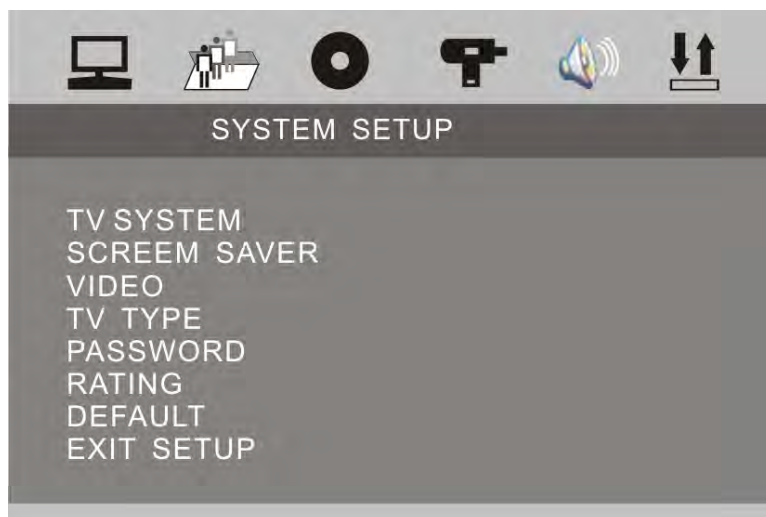 SYSTEM SETUP
TV SYSTEM
SCREEM SAVER
VIDEO
TV TYPE
PASSWORD
RATING
DEFAULT
EXIT SETUP